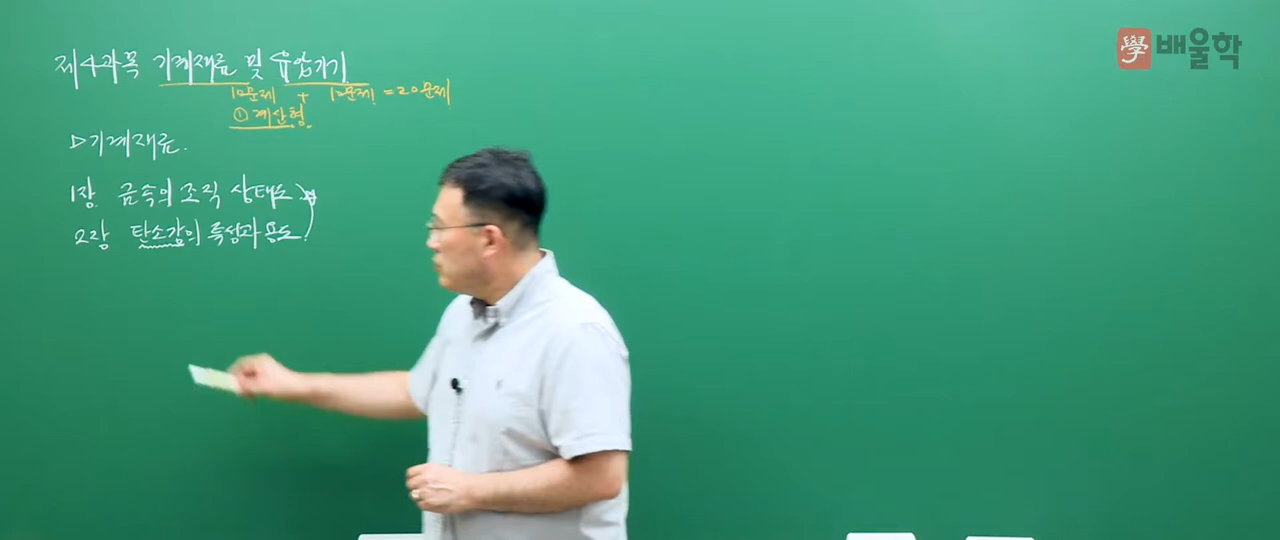 제4과목 기계재료 및 유압기기
10문제 + 10문제 = 20문제
① 계산형
▷기계재료.
1장. 금속의 조직 상태도
2장 탄소강의 특성과 용도
學 배울학